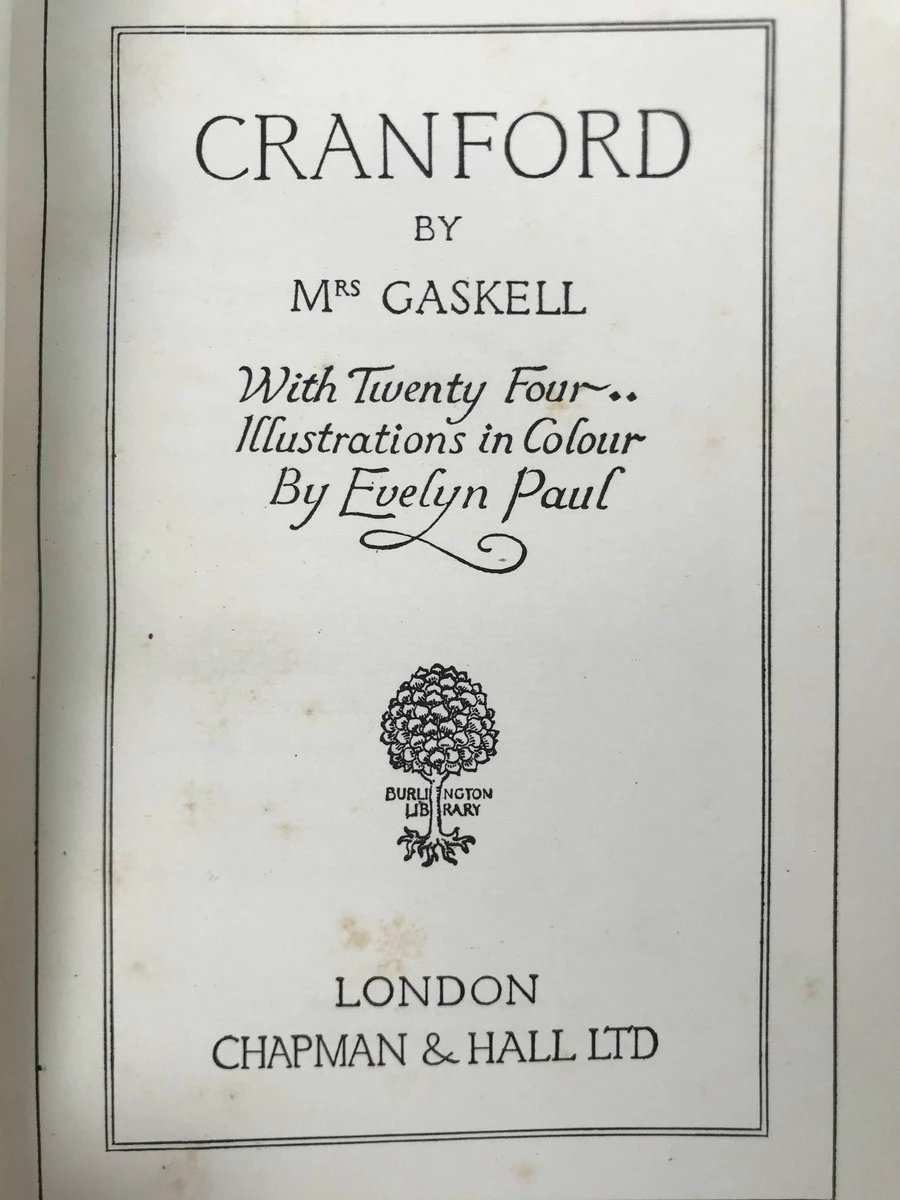 CRANFORD
BY
MRS GASKELL
With Twenty Four~..
Illustrations in Colour
By Evelyn Paul
BURLINGTON
LIBRARY
LONDON
CHAPMAN & HALL LTD